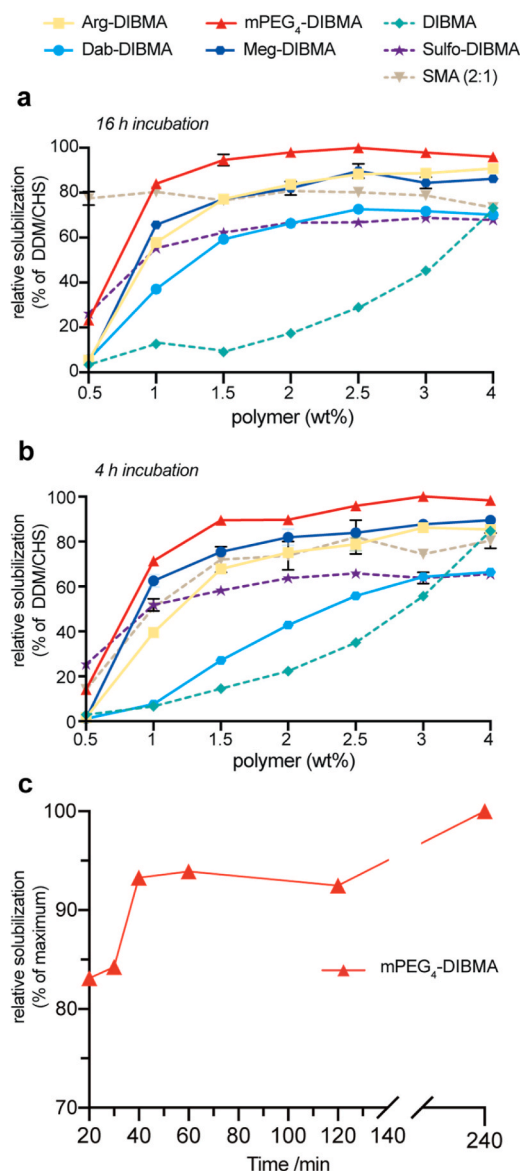 Arg-DIBMA mPEG₄-DIBMA DIBMA
Dab-DIBMA Meg-DIBMA Sulfo-DIBMA
SMA (2:1)
a
16 h incubation
relative solubilization
(% of DDM/CHS)
100
80
60
40
20
0
0.5 1 1.5 2 2.5 3 4
polymer (wt%)
b
4 h incubation
relative solubilization
(% of DDM/CHS)
100
80
60
40
20
0
0.5 1 1.5 2 2.5 3 4
polymer (wt%)
c
relative solubilization
(% of maximum)
100
90
80
70
mPEG₄-DIBMA
20 40 60 80 100 120 140 240
Time /min